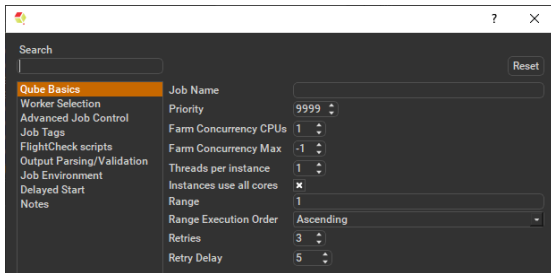 ?
Search
Reset
Qube Basics
Worker Selection
Advanced Job Control
Job Tags
FlightCheck scripts
Output Parsing/Validation
Job Environment
Delayed Start
Notes
Job Name
Priority 9999
Farm Concurrency CPUs 1
Farm Concurrency Max -1
Threads per instance 1
Instances use all cores
Range 1
Range Execution Order Ascending
Retries 3
Retry Delay 5